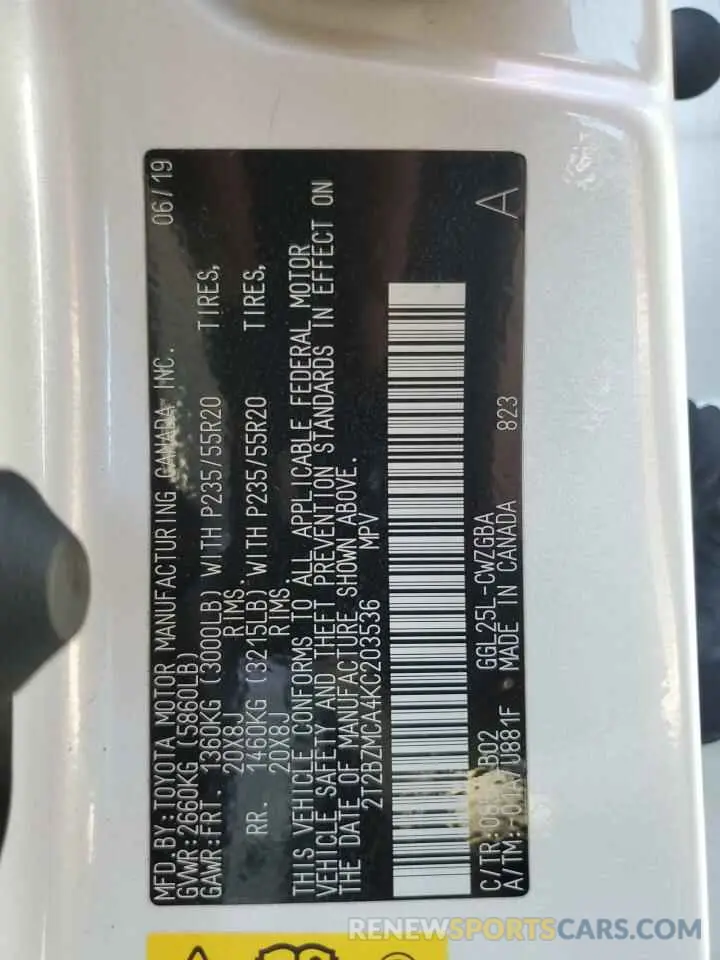 MFD.BY:TOYOTA MOTOR MANUFACTURING CANADA INC. 06/19
GVWR:2660KG (5860LB)
GAWR:FRT. 1360KG (3000LB) WITH P235/55R20 TIRES,
20X8J RIMS.
RR. 1460KG (3215LB) WITH P235/55R20 TIRES,
20X8J RIMS.
THIS VEHICLE CONFORMS TO ALL APPLICABLE FEDERAL MOTOR
VEHICLE SAFETY AND THEFT PREVENTION STANDARDS IN EFFECT ON
THE DATE OF MANUFACTURE SHOWN ABOVE.
2T2BZMCA4KC203536 MPV
C/TR: GGL25L-CWZGBA A
A/TM: MADE IN CANADA 823
RENEWSPORTSCARS.COM